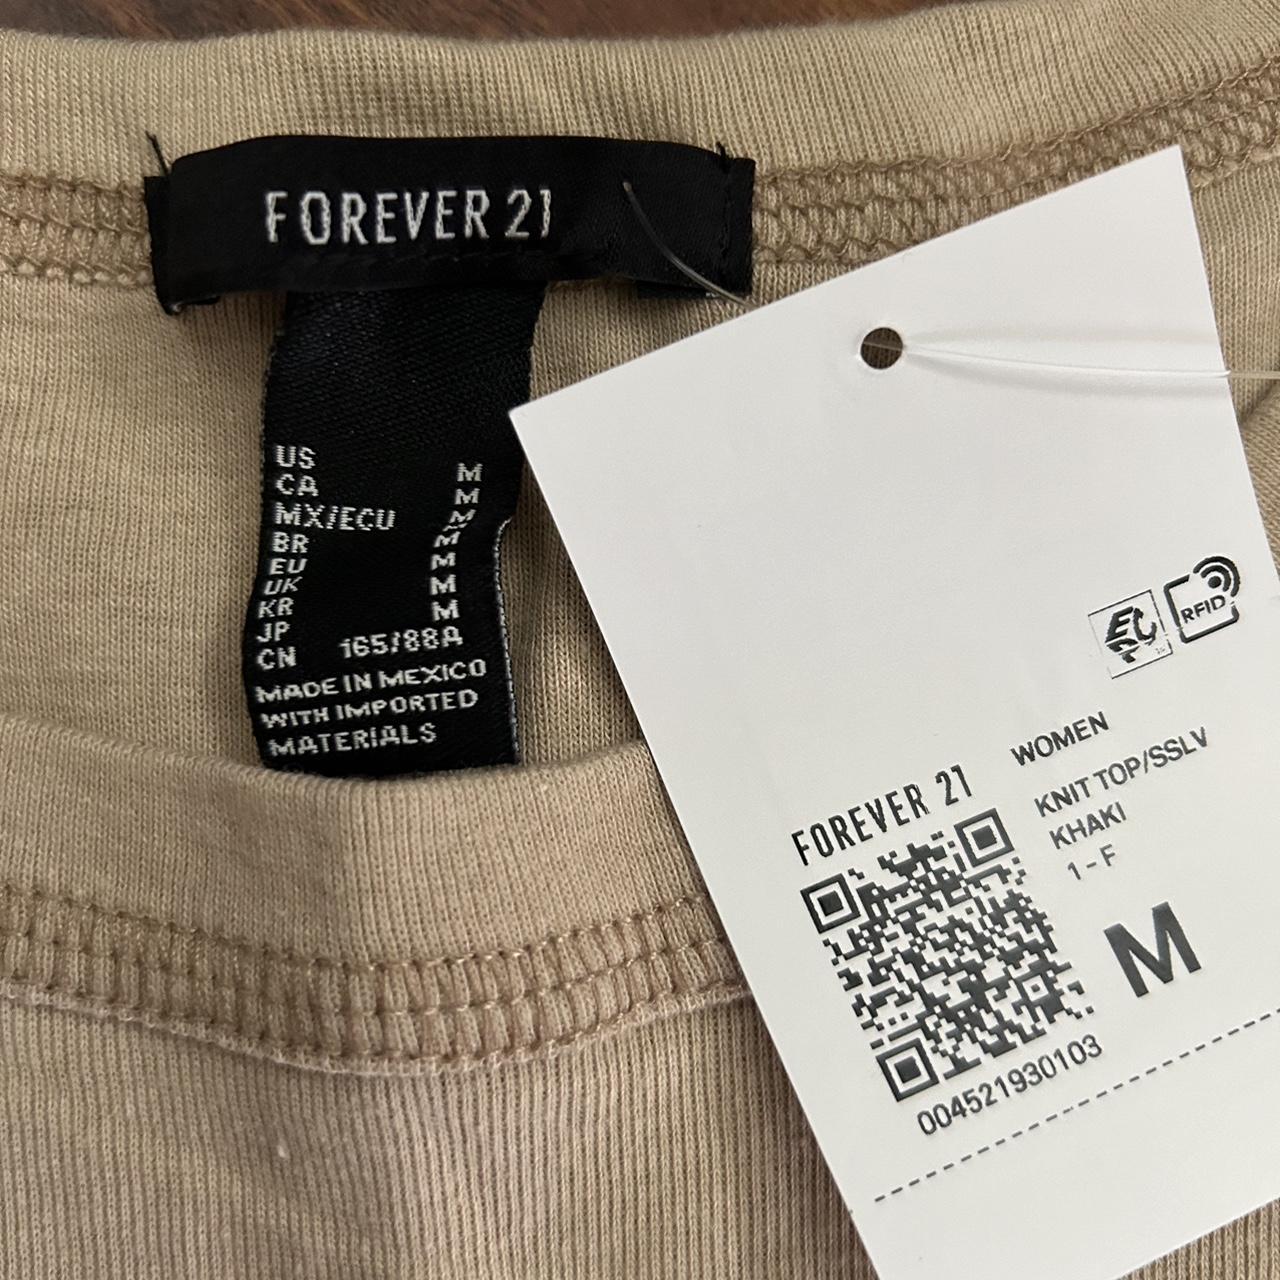 FOREVER 21
US M
CA M
MX/ECU M
BR M
EU M
UK M
KR M
JP
CN 165/88A
MADE IN MEXICO
WITH IMPORTED
MATERIALS
RFID
WOMEN
KNIT TOP/SSLV
KHAKI
1-F
FOREVER 21
M
004521930103